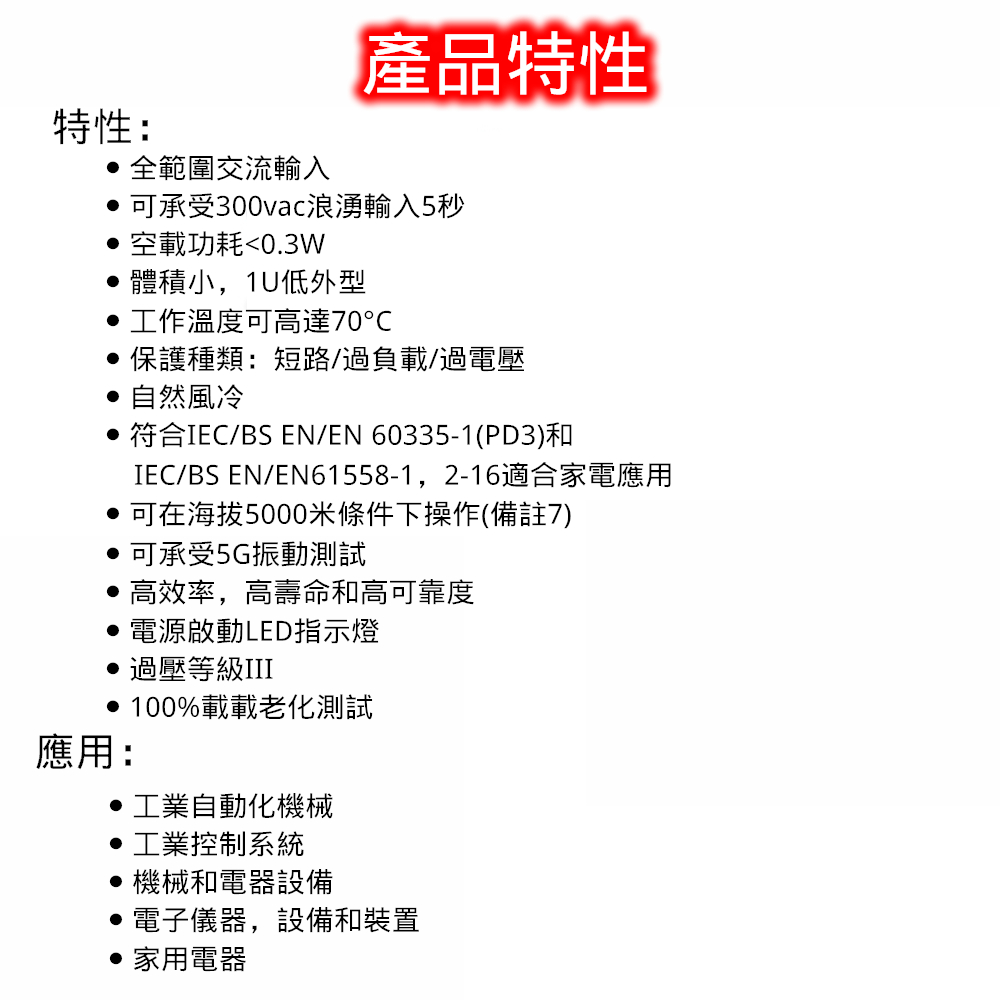 產品特性
特性：
● 全範圍交流輸入
● 可承受300vac浪湧輸入5秒
● 空載功耗<0.3W
● 體積小，1U低外型
● 工作溫度可高達70°C
● 保護種類：短路/過負載/過電壓
● 自然風冷
● 符合IEC/BS EN/EN 60335-1(PD3)和
IEC/BS EN/EN61558-1，2-16適合家電應用
● 可在海拔5000米條件下操作(備註7)
● 可承受5G振動測試
● 高效率，高壽命和高可靠度
● 電源啟動LED指示燈
● 過壓等級III
● 100%載載老化測試
應用：
● 工業自動化機械
● 工業控制系統
● 機械和電器設備
● 電子儀器，設備和裝置
● 家用電器